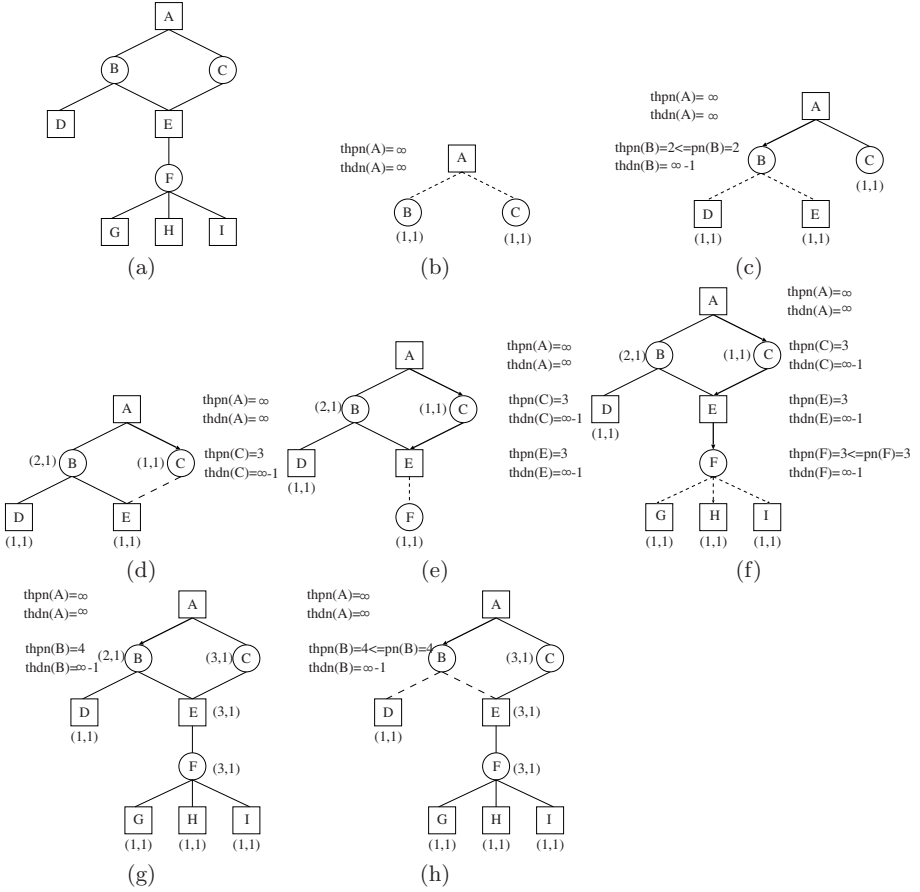 A
B
C
D
E
F
G
H
I
(a)
thpn(A)= ∞
thdn(A)= ∞
A
B
C
(1,1)
(1,1)
(b)
thpn(A)= ∞
thdn(A)= ∞
A
thpn(B)=2<=pn(B)=2
thdn(B)= ∞-1
B
C
(1,1)
D
E
(1,1)
(1,1)
(c)
A
thpn(A)= ∞
thdn(A)= ∞
(2,1)
B
(1,1)
C
thpn(C)=3
thdn(C)=∞-1
D
E
(1,1)
(1,1)
(d)
A
thpn(A)=∞
thdn(A)=∞
(2,1)
B
(1,1)
C
thpn(C)=3
thdn(C)=∞-1
D
E
thpn(E)=3
thdn(E)=∞-1
(1,1)
F
(1,1)
(e)
A
thpn(A)=∞
thdn(A)=∞
(2,1)
B
(1,1)
C
thpn(C)=3
thdn(C)=∞-1
D
E
thpn(E)=3
thdn(E)=∞-1
(1,1)
F
thpn(F)=3<=pn(F)=3
thdn(F)=∞-1
G
H
I
(1,1)
(1,1)
(1,1)
(f)
thpn(A)=∞
thdn(A)=∞
A
thpn(B)=4
thdn(B)=∞-1
(2,1)
B
(3,1)
C
D
E
(3,1)
(1,1)
F
(3,1)
G
H
I
(1,1)
(1,1)
(1,1)
(g)
thpn(A)=∞
thdn(A)=∞
A
thpn(B)=4<=pn(B)=4
thdn(B)=∞-1
B
(3,1)
C
D
E
(3,1)
(1,1)
F
(3,1)
G
H
I
(1,1)
(1,1)
(1,1)
(h)